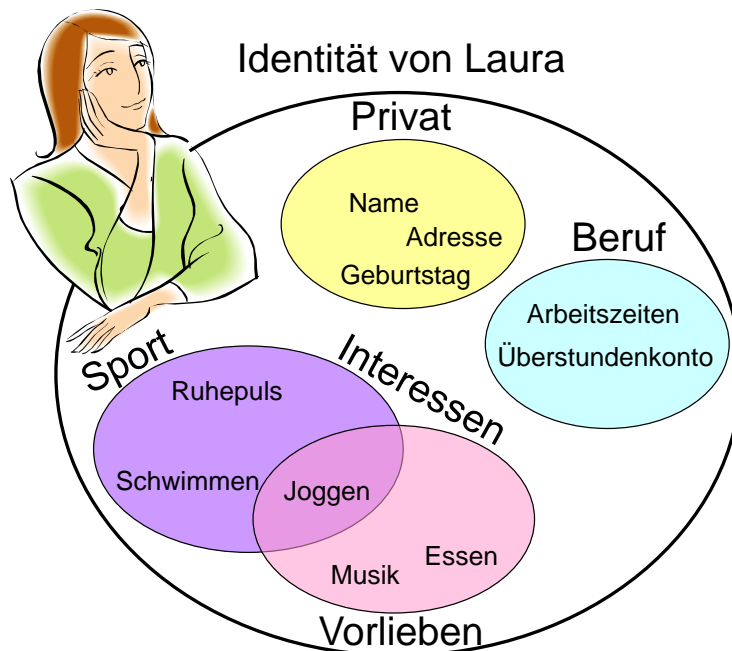 Identität von Laura
Privat
Name
Adresse
Geburtstag
Beruf
Arbeitszeiten
Überstundenkonto
Sport
Interessen
Ruhepuls
Schwimmen
Joggen
Essen
Musik
Vorlieben